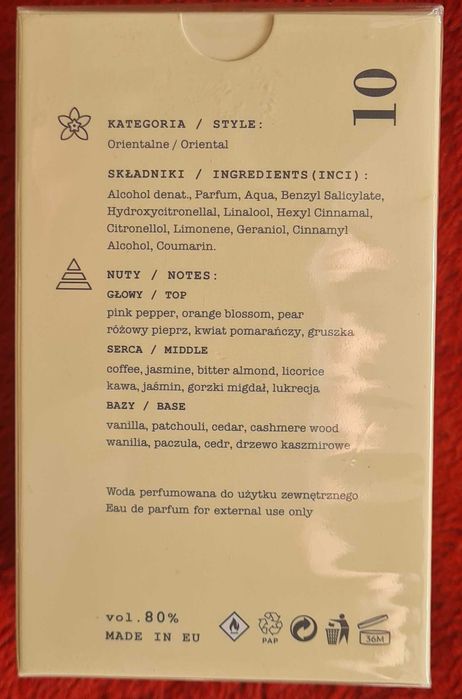 10
KATEGORIA / STYLE:
Orientalne / Oriental
SKŁADNIKI / INGREDIENTS (INCI):
Alcohol denat., Parfum, Aqua, Benzyl Salicylate,
Hydroxycitronellal, Linalool, Hexyl Cinnamal,
Citronellol, Limonene, Geraniol, Cinnamyl
Alcohol, Coumarin.
NUTY / NOTES:
GŁOWY / TOP
pink pepper, orange blossom, pear
różowy pieprz, kwiat pomarańczy, gruszka
SERCA / MIDDLE
coffee, jasmine, bitter almond, licorice
kawa, jaśmin, gorzki migdał, lukrecja
BAZY / BASE
vanilla, patchouli, cedar, cashmere wood
wanilia, paczula, cedr, drzewo kaszmirowe
Woda perfumowana do użytku zewnętrznego
Eau de parfum for external use only
vol.80%
MADE IN EU
PAP
36M